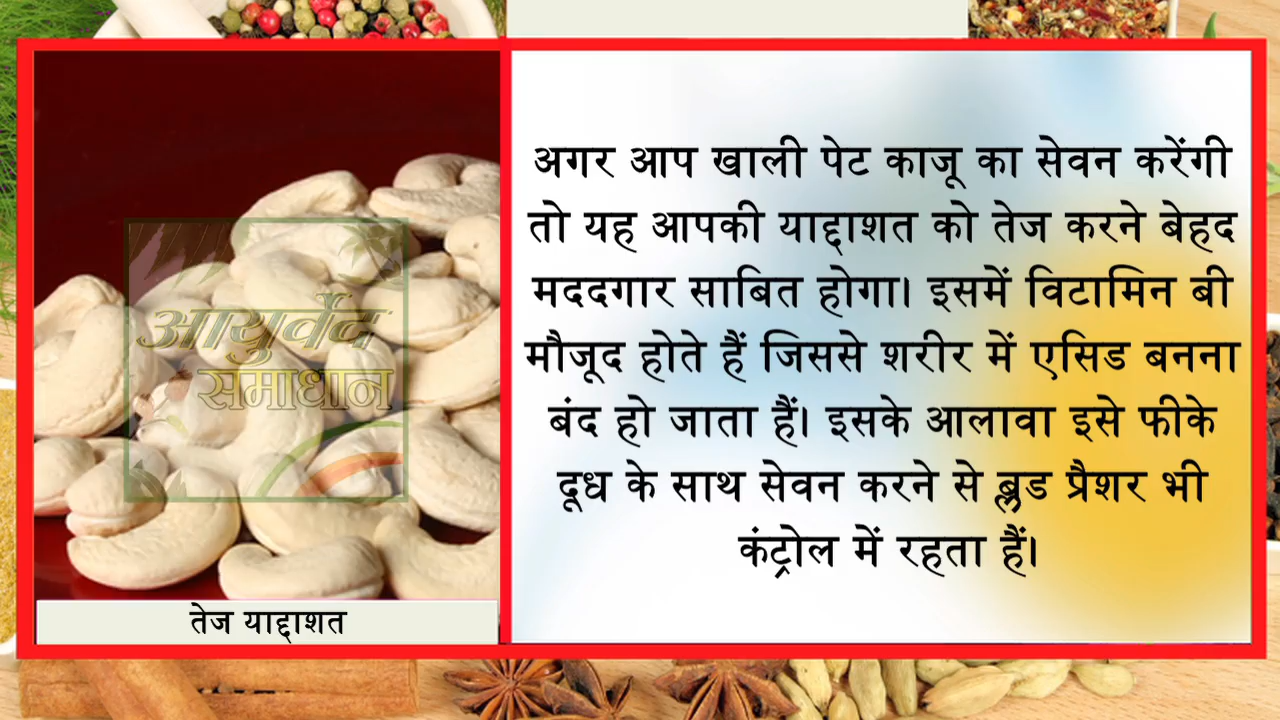 आयुर्वेद
समाधान
तेज याद्दाशत
अगर आप खाली पेट काजू का सेवन करेंगी
तो यह आपकी याद्दाशत को तेज करने बेहद
मददगार साबित होगा। इसमें विटामिन बी
मौजूद होते हैं जिससे शरीर में एसिड बनना
बंद हो जाता हैं। इसके आलावा इसे फीके
दूध के साथ सेवन करने से ब्लड प्रैशर भी
कंट्रोल में रहता हैं।